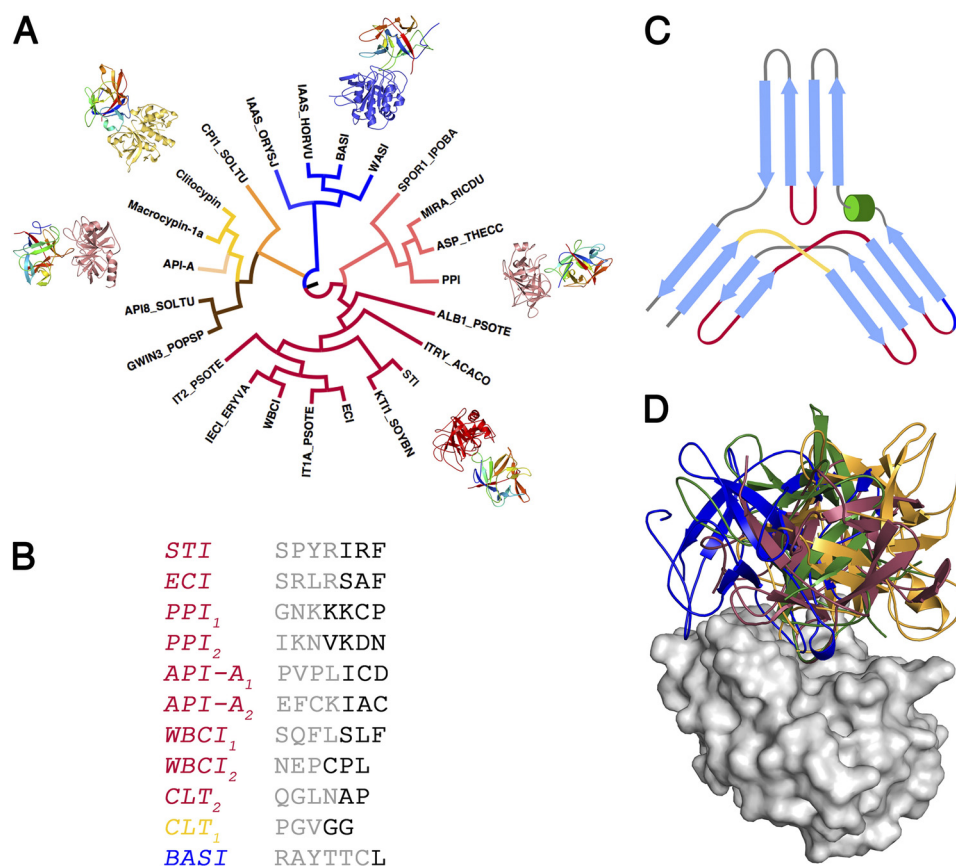 A
IAAS_ORYSJ
IAAS_HORVU
BASI
WASI
SPOR1_IPOBA
MIRA_RICDU
ASP_THECC
PPI
ALB1_PSOTE
ITRY_ACACO
STI
KTI1_SOYBN
ECI
IT1A_PSOTE
WBCI
IECI_ERYVA
IT2_PSOTE
GWIN3_POPSP
API8_SOLTU
API-A
Macrocypin-1a
Clitocypin
CPI1_SOLTU
B
STI SPYRIRF
ECI SRLRSAF
PPI1 GNKKKCP
PPI2 IKNVKDN
API-A1 PVPLICD
API-A2 EFCKIAC
WBCI1 SQFLSLF
WBCI2 NEPCPL
CLT2 QGLNAP
CLT1 PGVGG
BASI RAYTTCL
C
D